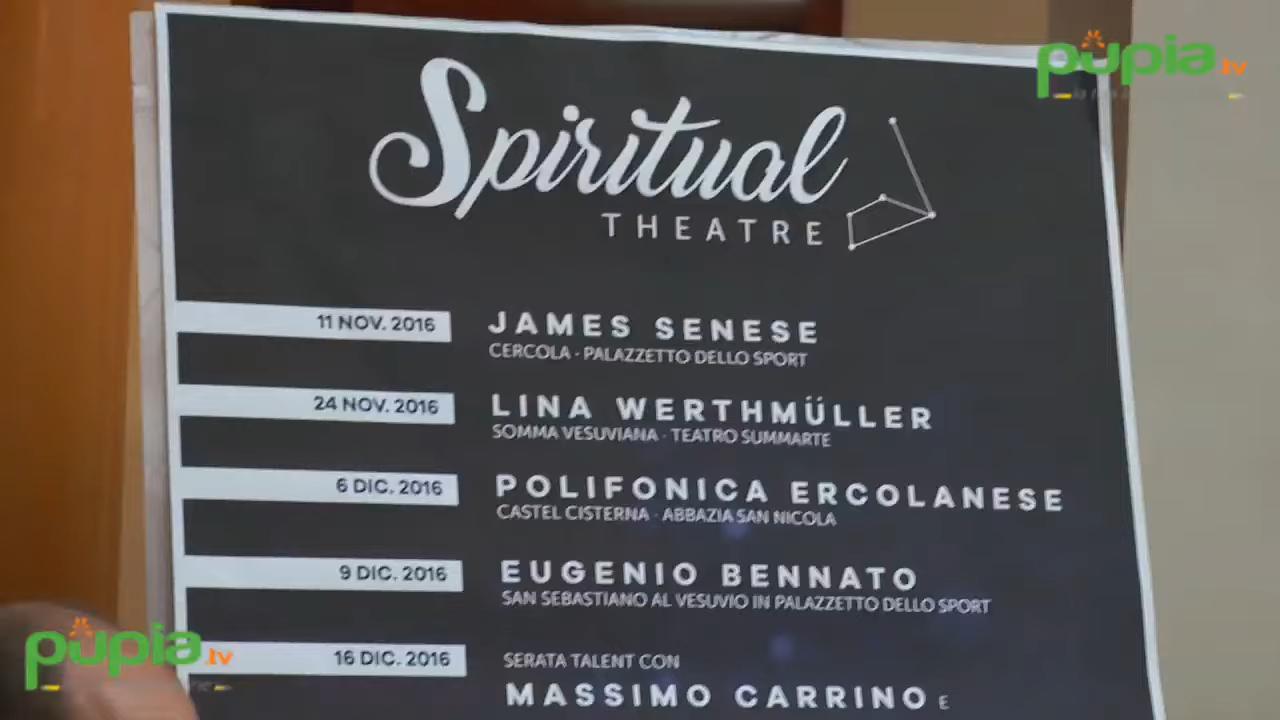 pupia.tv
Spiritual
THEATRE
11 NOV. 2016
JAMES SENESE
CERCOLA - PALAZZETTO DELLO SPORT
24 NOV. 2016
LINA WERTHMÜLLER
SOMMA VESUVIANA - TEATRO SUMMARTE
6 DIC. 2016
POLIFONICA ERCOLANESE
CASTEL CISTERNA - ABBAZIA SAN NICOLA
9 DIC. 2016
EUGENIO BENNATO
SAN SEBASTIANO AL VESUVIO IN PALAZZETTO DELLO SPORT
16 DIC. 2016
SERATA TALENT CON
MASSIMO CARRINO E
pupia.tv